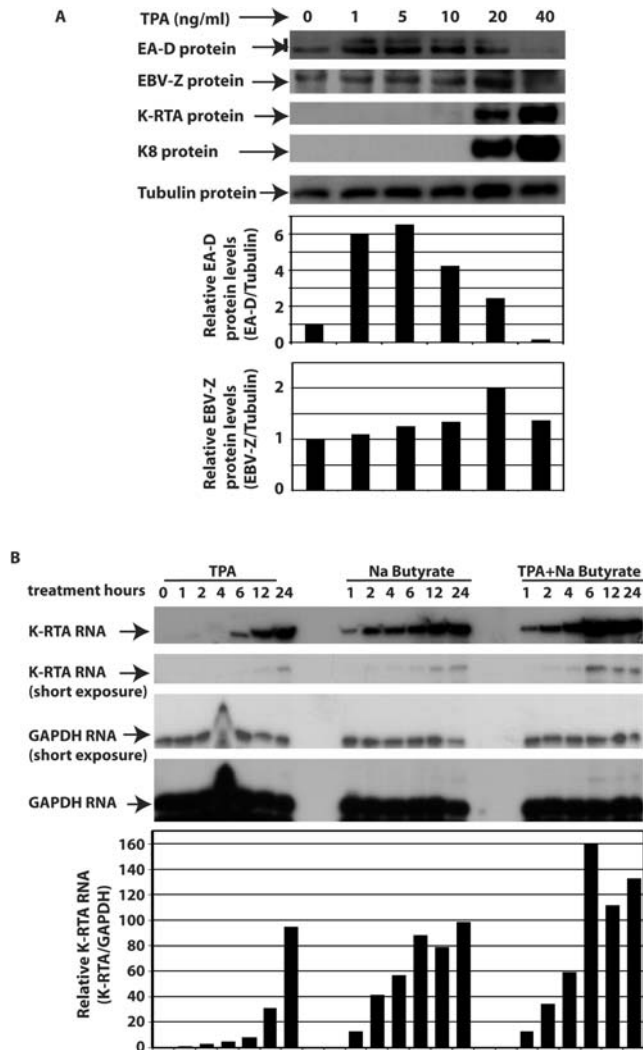 A
TPA (ng/ml) 0 1 5 10 20 40
EA-D protein
EBV-Z protein
K-RTA protein
K8 protein
Tubulin protein
Relative EA-D
protein levels
(EA-D/Tubulin)
6
4
2
0
Relative EBV-Z
protein levels
(EBV-Z/Tubulin)
2
1
0
B
TPA Na Butyrate TPA+Na Butyrate
treatment hours 0 1 2 4 6 12 24 1 2 4 6 12 24 1 2 4 6 12 24
K-RTA RNA
K-RTA RNA
(short exposure)
GAPDH RNA
(short exposure)
GAPDH RNA
Relative K-RTA RNA
(K-RTA/GAPDH)
160
140
120
100
80
60
40
20
0